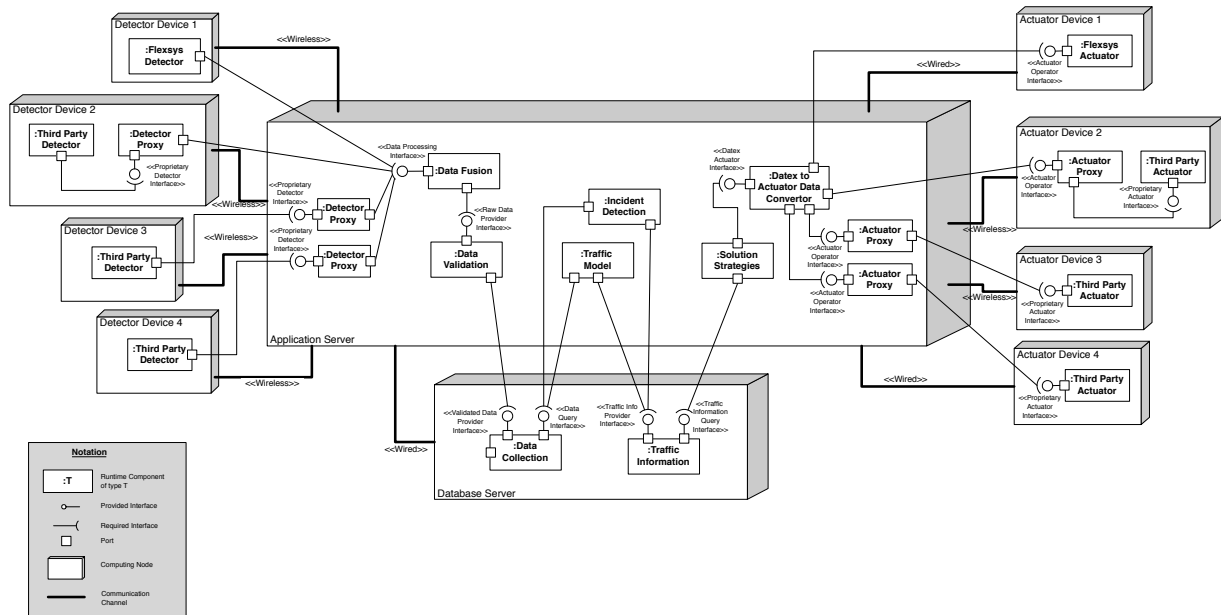 Detector Device 1
:Flexsys
Detector
<<Wireless>>
Detector Device 2
:Third Party
Detector
:Detector
Proxy
<<Proprietary
Detector
Interface>>
<<Wireless>>
Detector Device 3
:Third Party
Detector
<<Wireless>>
Detector Device 4
:Third Party
Detector
<<Wireless>>
Application Server
<<Data Processing
Interface>>
:Data Fusion
<<Proprietary
Detector
Interface>>
:Detector
Proxy
<<Proprietary
Detector
Interface>>
:Detector
Proxy
<<Raw Data
Provider
Interface>>
:Data
Validation
:Incident
Detection
:Traffic
Model
<<Datex
Actuator
Interface>>
:Datex to
Actuator Data
Convertor
:Solution
Strategies
<<Actuator
Operator
Interface>>
:Actuator
Proxy
<<Actuator
Operator
Interface>>
:Actuator
Proxy
Actuator Device 1
:Flexsys
Actuator
<<Actuator
Operator
Interface>>
<<Wired>>
Actuator Device 2
:Actuator
Proxy
<<Actuator
Operator
Interface>>
:Third Party
Actuator
<<Proprietary
Actuator
Interface>>
<<Wireless>>
Actuator Device 3
:Third Party
Actuator
<<Proprietary
Actuator
Interface>>
<<Wireless>>
Actuator Device 4
:Third Party
Actuator
<<Proprietary
Actuator
Interface>>
<<Wired>>
<<Wired>>
<<Validated Data
Provider
Interface>>
<<Data
Query
Interface>>
:Data
Collection
<<Traffic Info
Provider
Interface>>
<<Traffic
Information
Query
Interface>>
:Traffic
Information
Database Server
Notation
:T
Runtime Component
of type T
Provided Interface
Required Interface
Port
Computing Node
Communication
Channel